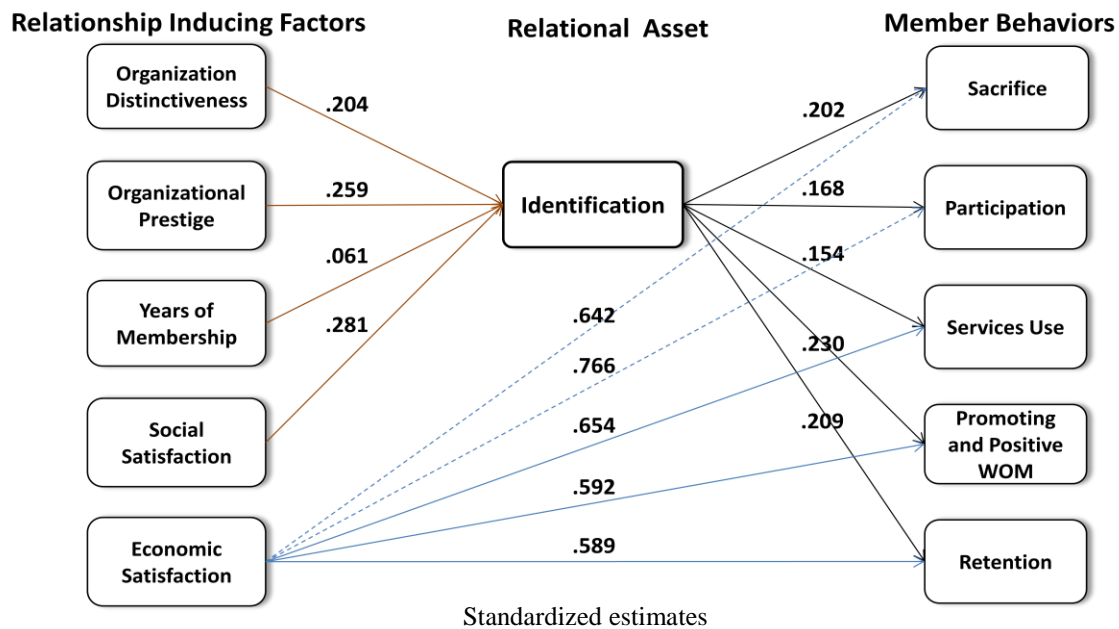 Relationship Inducing Factors
Relational Asset
Member Behaviors
Organization
Distinctiveness
Organizational
Prestige
Years of
Membership
Social
Satisfaction
Economic
Satisfaction
.204
.259
.061
.281
Identification
.202
.168
.154
.230
.209
.642
.766
.654
.592
.589
Sacrifice
Participation
Services Use
Promoting
and Positive
WOM
Retention
Standardized estimates